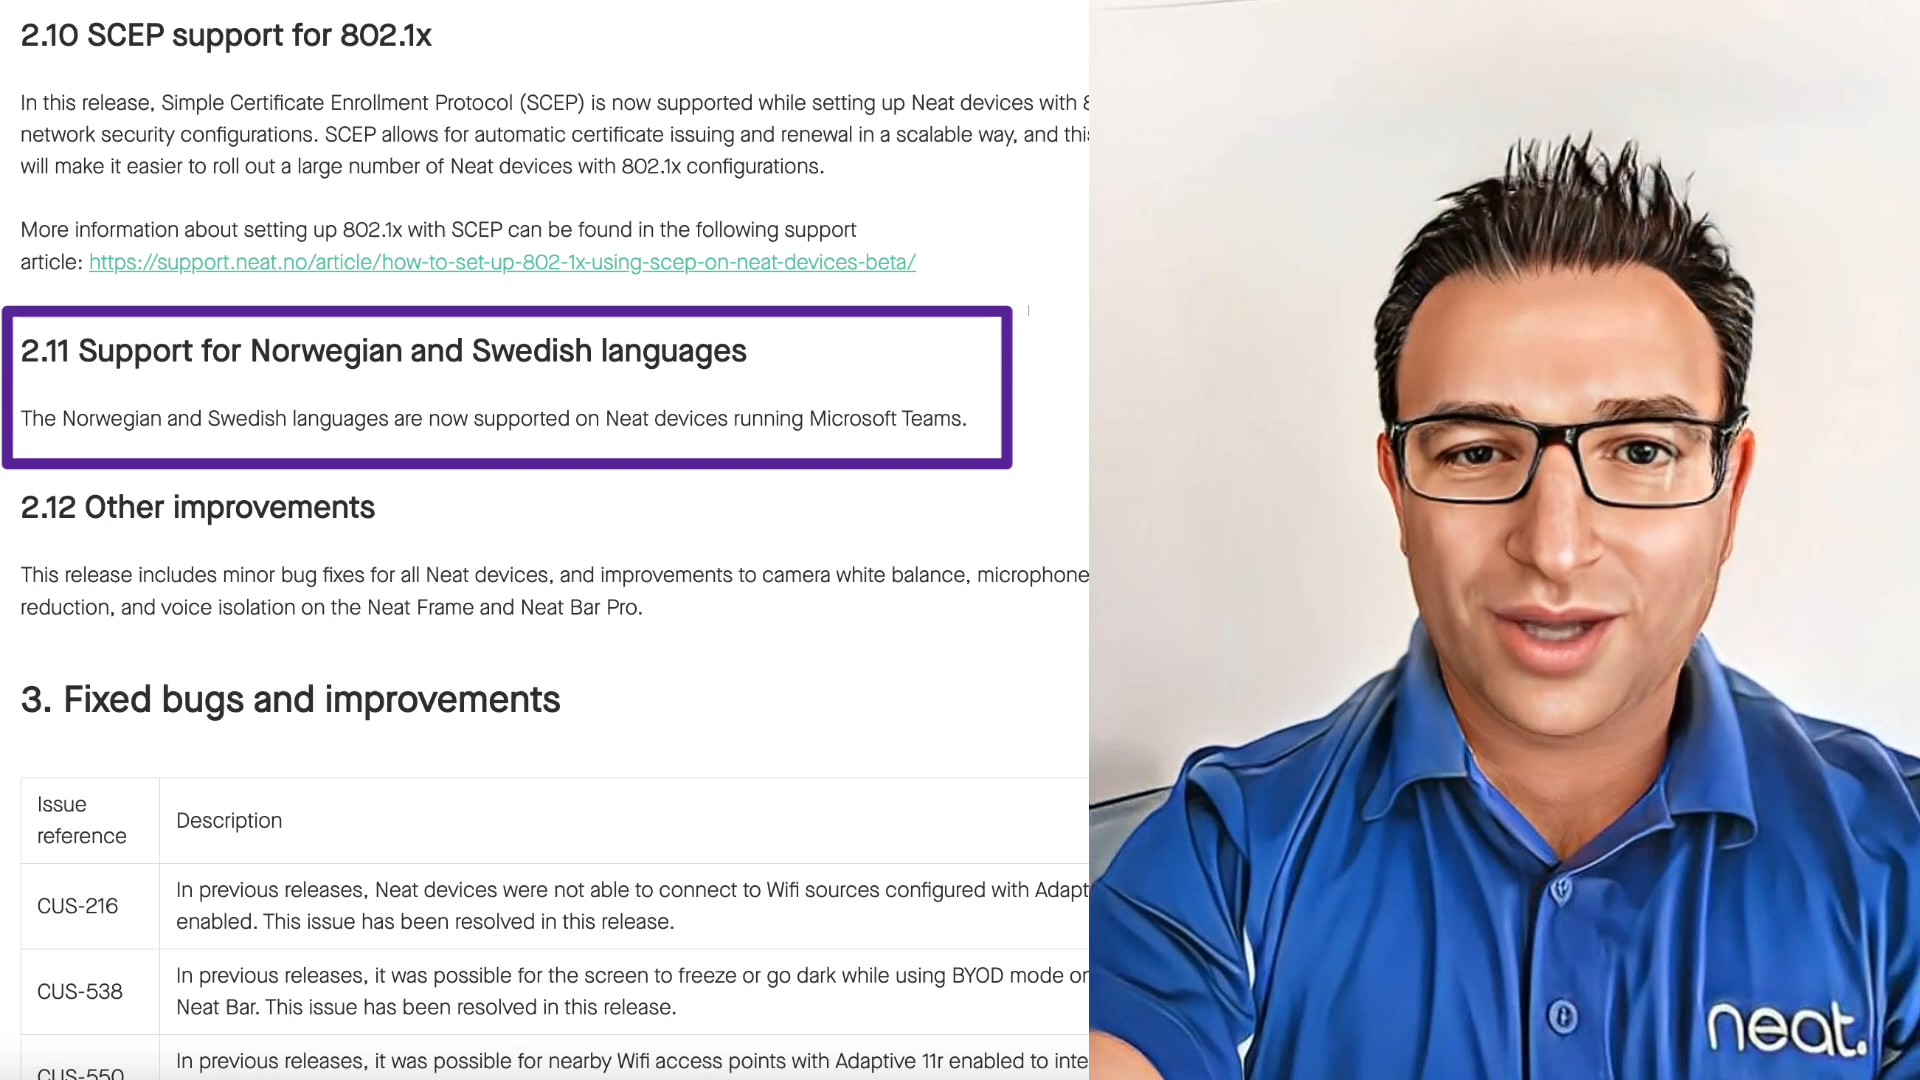 2.10 SCEP support for 802.1x
In this release, Simple Certificate Enrollment Protocol (SCEP) is now supported while setting up Neat devices with
network security configurations. SCEP allows for automatic certificate issuing and renewal in a scalable way, and this
will make it easier to roll out a large number of Neat devices with 802.1x configurations.
More information about setting up 802.1x with SCEP can be found in the following support
article: https://support.neat.no/article/how-to-set-up-802-1x-using-scep-on-neat-devices-beta/
2.11 Support for Norwegian and Swedish languages
The Norwegian and Swedish languages are now supported on Neat devices running Microsoft Teams.
2.12 Other improvements
This release includes minor bug fixes for all Neat devices, and improvements to camera white balance, microphone
reduction, and voice isolation on the Neat Frame and Neat Bar Pro.
3. Fixed bugs and improvements
Issue reference
Description
CUS-216
In previous releases, Neat devices were not able to connect to Wifi sources configured with Adapt
enabled. This issue has been resolved in this release.
CUS-538
In previous releases, it was possible for the screen to freeze or go dark while using BYOD mode on
Neat Bar. This issue has been resolved in this release.
CUS-550
In previous releases, it was possible for nearby Wifi access points with Adaptive 11r enabled to inte
neat.